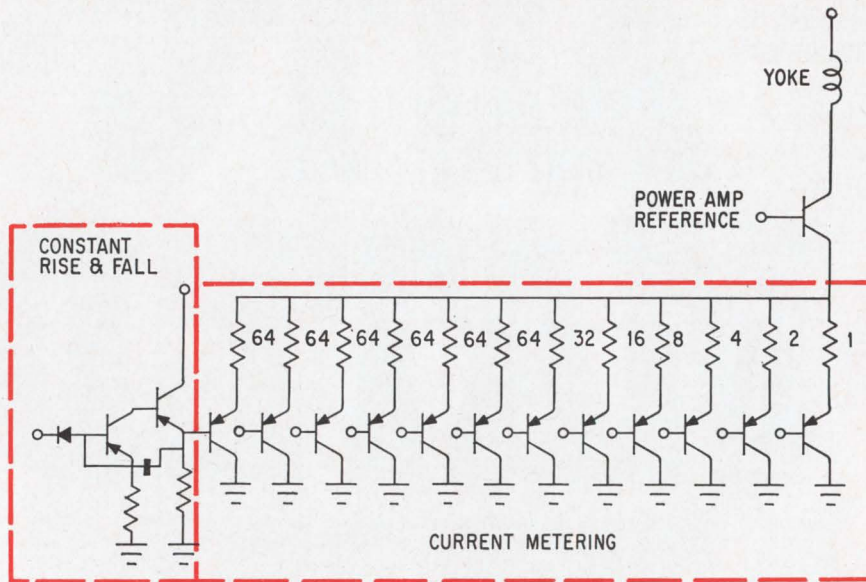 YOKE
POWER AMP
REFERENCE
CONSTANT
RISE & FALL
64 64 64 64 64 64 32 16 8 4 2 1
CURRENT METERING